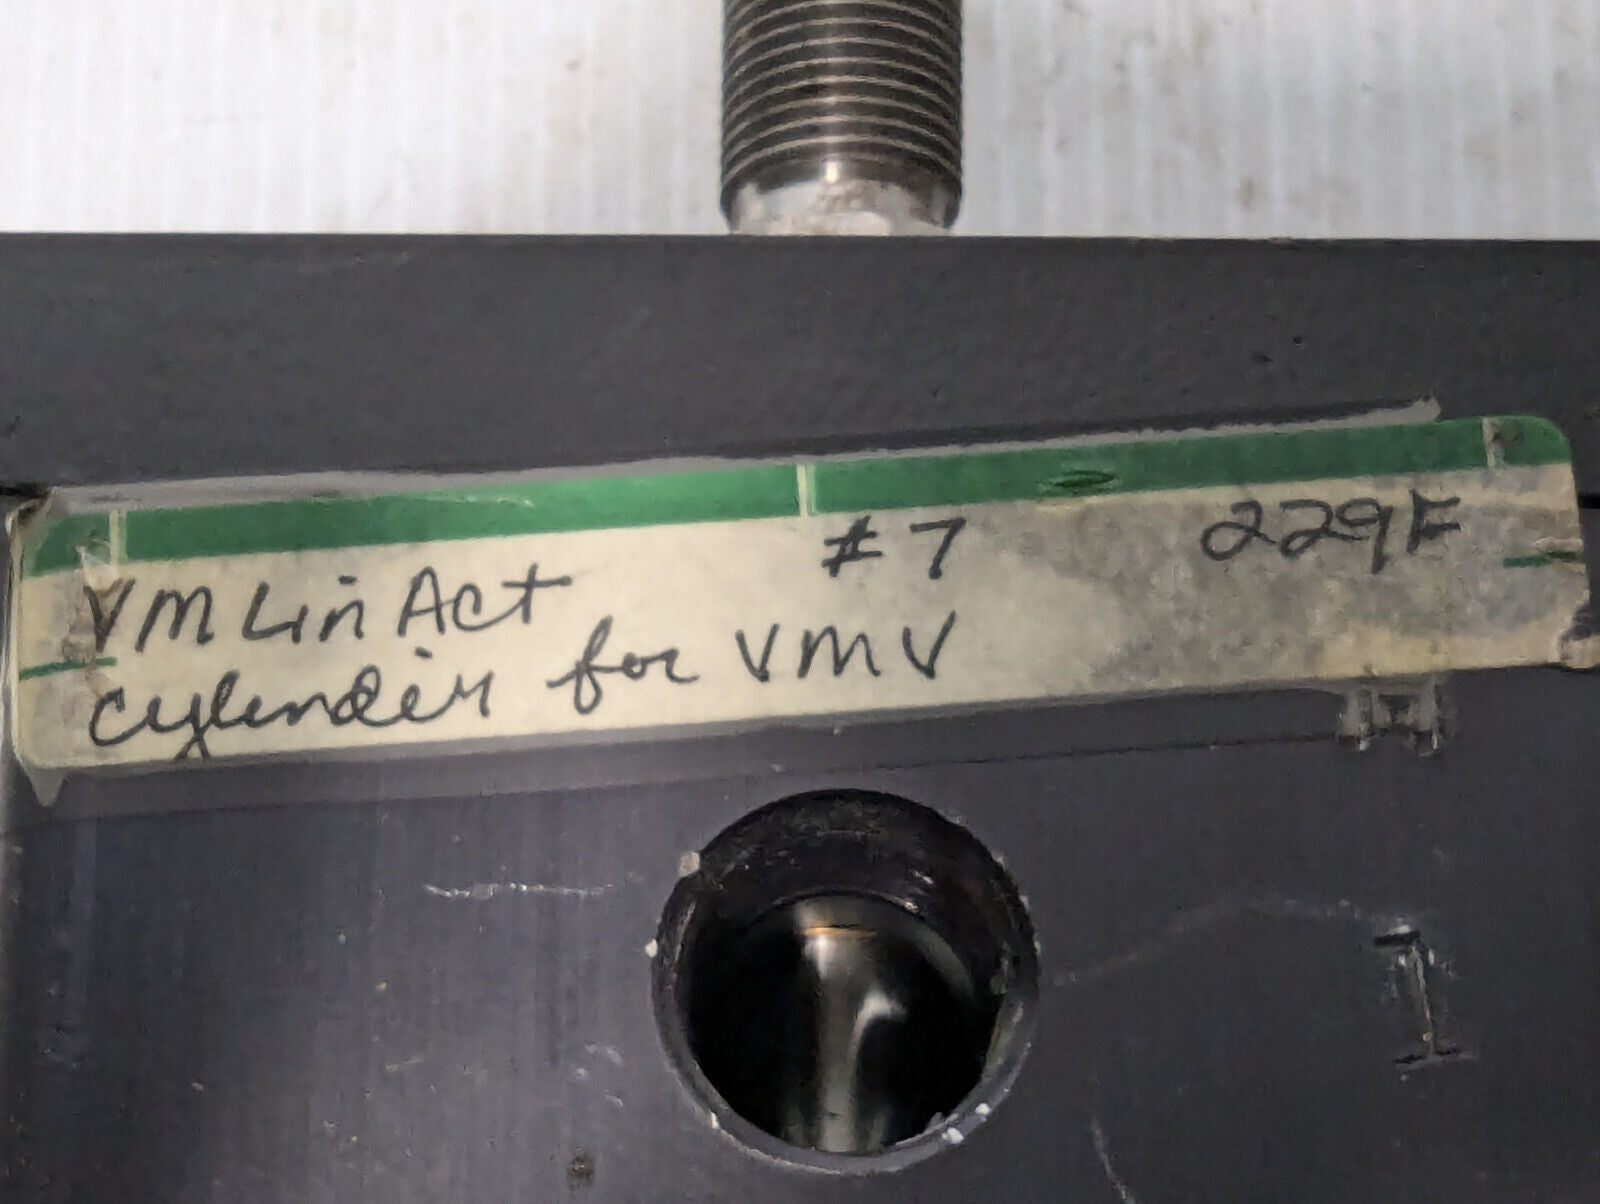 VM Lin Act #7 229F
cylinder for VMV
I